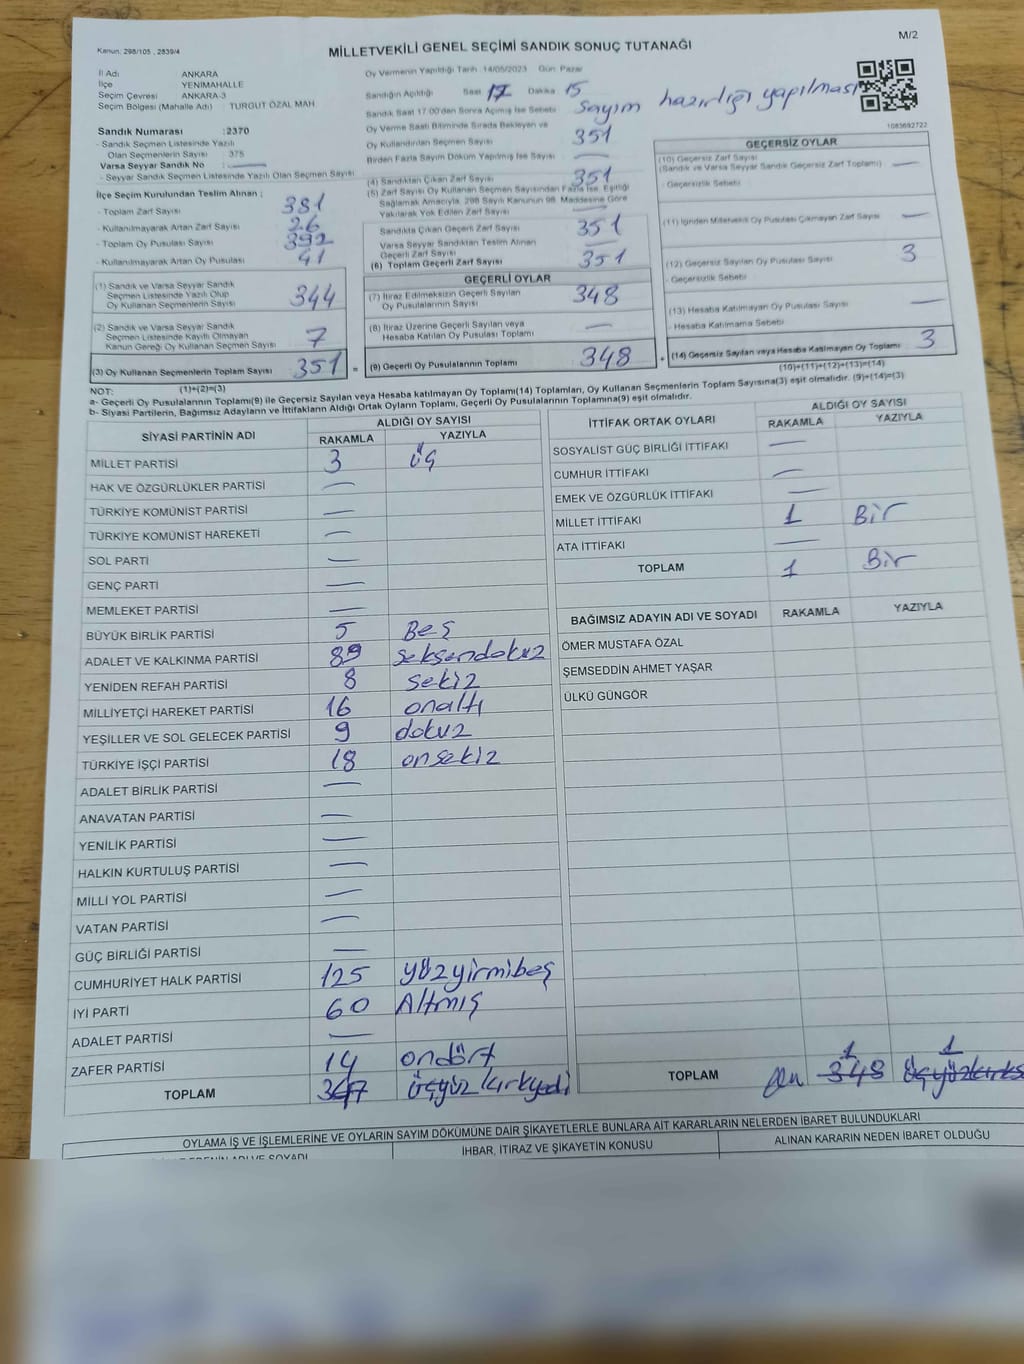 M/2
Kanun: 298/105 , 2839/4
MİLLETVEKİLİ GENEL SEÇİMİ SANDIK SONUÇ TUTANAĞI
İl Adı ANKARA
İlçe YENİMAHALLE
Seçim Çevresi ANKARA-3
Seçim Bölgesi (Mahalle Adı) TURGUT ÖZAL MAH.
Sandık Numarası :2370
- Sandık Seçmen Listesinde Yazılı
Olan Seçmenlerin Sayısı : 375
Varsa Seyyar Sandık No : —
- Seyyar Sandık Seçmen Listesinde Yazılı Olan Seçmen Sayısı
Oy Vermenin Yapıldığı Tarih :14/05/2023 Gün: Pazar
Sandığın Açıldığı Saat 17 Dakika 15
Sandık Saat 17:00'den Sonra Açılmış İse Sebebi Sayım hazırlığı yapılması
Oy Verme Saati Bitiminde Sırada Bekleyen ve
Oy Kullandırılan Seçmen Sayısı 351
Birden Fazla Sayım Döküm Yapılmış İse Sayısı —
1085692722
İlçe Seçim Kurulundan Teslim Alınan ;
- Toplam Zarf Sayısı 381
- Kullanılmayarak Artan Zarf Sayısı 26
- Toplam Oy Pusulası Sayısı 392
- Kullanılmayarak Artan Oy Pusulası 41
(4) Sandıktan Çıkan Zarf Sayısı 351
(5) Zarf Sayısı Oy Kullanan Seçmen Sayısından Fazla İse, Eşitliği
Sağlamak Amacıyla, 298 Sayılı Kanunun 98. Maddesine Göre
Yakılarak Yok Edilen Zarf Sayısı —
Sandıkta Çıkan Geçerli Zarf Sayısı 351
Varsa Seyyar Sandıktan Teslim Alınan
Geçerli Zarf Sayısı —
(6) Toplam Geçerli Zarf Sayısı 351
GEÇERSİZ OYLAR
(10) Geçersiz Zarf Sayısı
(Sandık ve Varsa Seyyar Sandık Geçersiz Zarf Toplamı) —
- Geçersizlik Sebebi
(11) İçinden Milletvekili Oy Pusulası Çıkmayan Zarf Sayısı —
(12) Geçersiz Sayılan Oy Pusulası Sayısı 3
- Geçersizlik Sebebi
(13) Hesaba Katılmayan Oy Pusulası Sayısı —
- Hesaba Katılmama Sebebi
(14) Geçersiz Sayılan veya Hesaba Katılmayan Oy Toplamı 3
(10)+(11)+(12)+(13)=(14)
(1) Sandık ve Varsa Seyyar Sandık
Seçmen Listesinde Yazılı Olup
Oy Kullanan Seçmenlerin Sayısı 344
(2) Sandık ve Varsa Seyyar Sandık
Seçmen Listesinde Kayıtlı Olmayan
Kanun Gereği Oy Kullanan Seçmen Sayısı 7
(3) Oy Kullanan Seçmenlerin Toplam Sayısı 351 =
(1)+(2)=(3)
GEÇERLİ OYLAR
(7) İtiraz Edilmeksizin Geçerli Sayılan
Oy Pusulalarının Sayısı 348
(8) İtiraz Üzerine Geçerli Sayılan veya
Hesaba Katılan Oy Pusulası Toplamı —
(9) Geçerli Oy Pusulalarının Toplamı 348 +
NOT:
a- Geçerli Oy Pusulalarının Toplamı(9) ile Geçersiz Sayılan veya Hesaba katılmayan Oy Toplamı(14) Toplamları, Oy Kullanan Seçmenlerin Toplam Sayısına(3) eşit olmalıdır. (9)+(14)=(3)
b- Siyasi Partilerin, Bağımsız Adayların ve İttifakların Aldığı Ortak Oyların Toplamı, Geçerli Oy Pusulalarının Toplamına(9) eşit olmalıdır.
SİYASİ PARTİNİN ADI ALDIĞI OY SAYISI
RAKAMLA YAZIYLA
MİLLET PARTİSİ 3 üç
HAK VE ÖZGÜRLÜKLER PARTİSİ —
TÜRKİYE KOMÜNİST PARTİSİ —
TÜRKİYE KOMÜNİST HAREKETİ —
SOL PARTİ —
GENÇ PARTİ —
MEMLEKET PARTİSİ —
BÜYÜK BİRLİK PARTİSİ 5 Beş
ADALET VE KALKINMA PARTİSİ 89 seksendokuz
YENİDEN REFAH PARTİSİ 8 sekiz
MİLLİYETÇİ HAREKET PARTİSİ 16 onaltı
YEŞİLLER VE SOL GELECEK PARTİSİ 9 dokuz
TÜRKİYE İŞÇİ PARTİSİ 18 onsekiz
ADALET BİRLİK PARTİSİ —
ANAVATAN PARTİSİ —
YENİLİK PARTİSİ —
HALKIN KURTULUŞ PARTİSİ —
MİLLİ YOL PARTİSİ —
VATAN PARTİSİ —
GÜÇ BİRLİĞİ PARTİSİ —
CUMHURİYET HALK PARTİSİ 125 yüzyirmibeş
İYİ PARTİ 60 Altmış
ADALET PARTİSİ —
ZAFER PARTİSİ 14 ondört
TOPLAM 347 üçyüz kırkyedi
İTTİFAK ORTAK OYLARI ALDIĞI OY SAYISI
RAKAMLA YAZIYLA
SOSYALİST GÜÇ BİRLİĞİ İTTİFAKI —
CUMHUR İTTİFAKI —
EMEK VE ÖZGÜRLÜK İTTİFAKI —
MİLLET İTTİFAKI 1 Bir
ATA İTTİFAKI —
TOPLAM 1 Bir
BAĞIMSIZ ADAYIN ADI VE SOYADI RAKAMLA YAZIYLA
ÖMER MUSTAFA ÖZAL
ŞEMSEDDİN AHMET YAŞAR
ÜLKÜ GÜNGÖR
1 1
TOPLAM 348
OYLAMA İŞ VE İŞLEMLERİNE VE OYLARIN SAYIM DÖKÜMÜNE DAİR ŞİKAYETLERLE BUNLARA AİT KARARLARIN NELERDEN İBARET BULUNDUKLARI
İHBAR, İTİRAZ VE ŞİKAYETİN KONUSU
ALINAN KARARIN NEDEN İBARET OLDUĞU